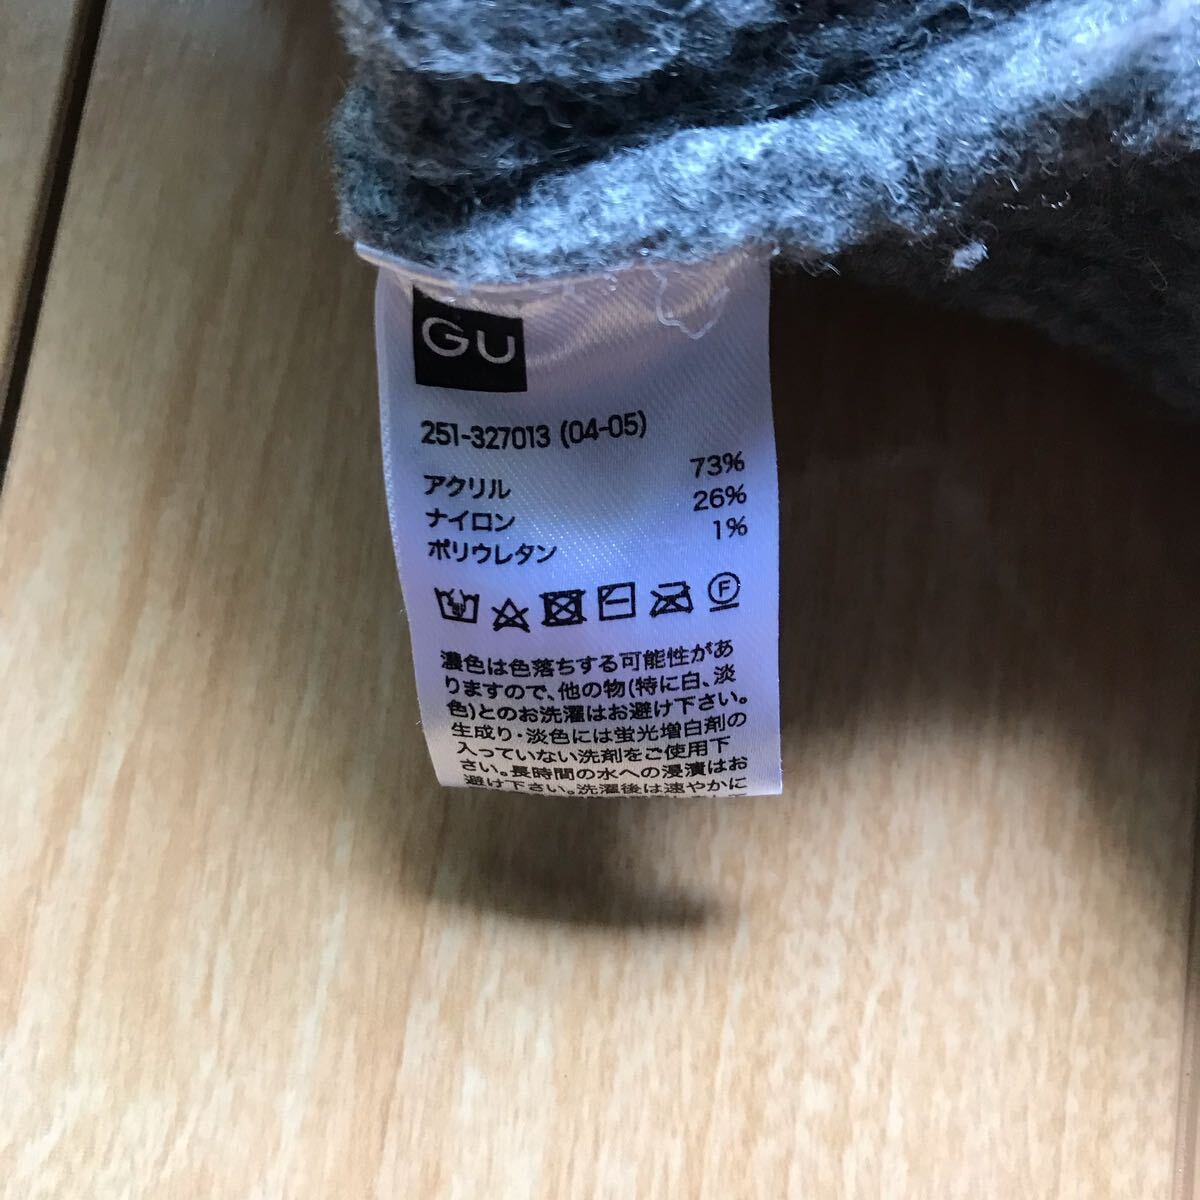 GU
251-327013 (04-05)
アクリル 73%
ナイロン 26%
ポリウレタン 1%
F
濃色は色落ちする可能性があ
りますので、他の物(特に白、淡
色)とのお洗濯はお避け下さい。
生成り・淡色には蛍光増白剤の
入っていない洗剤をご使用下
さい。長時間の水への浸漬はお
避け下さい。洗濯後は速やかに